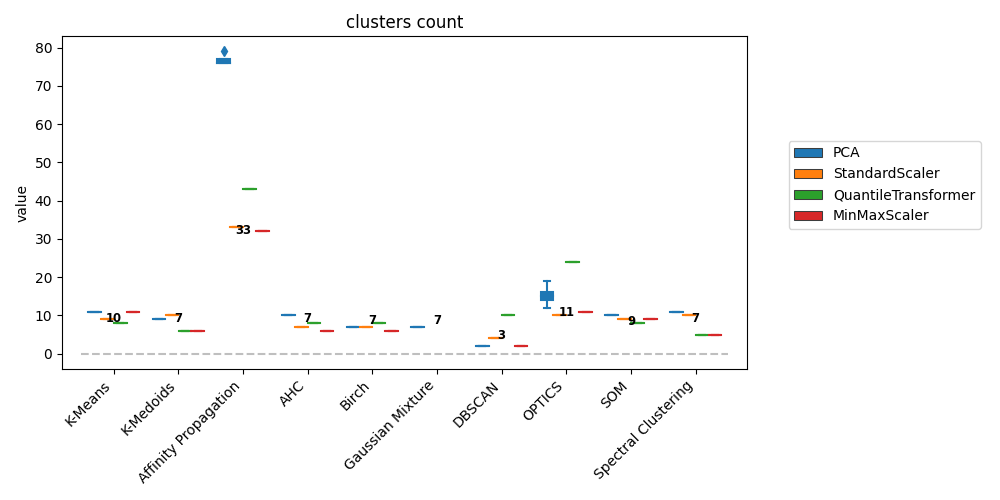 clusters count
value
80
70
60
50
40
30
20
10
0
10
7
33
7
7
7
3
11
9
7
K-Means
K-Medoids
Affinity Propagation
AHC
Birch
Gaussian Mixture
DBSCAN
OPTICS
SOM
Spectral Clustering
PCA
StandardScaler
QuantileTransformer
MinMaxScaler